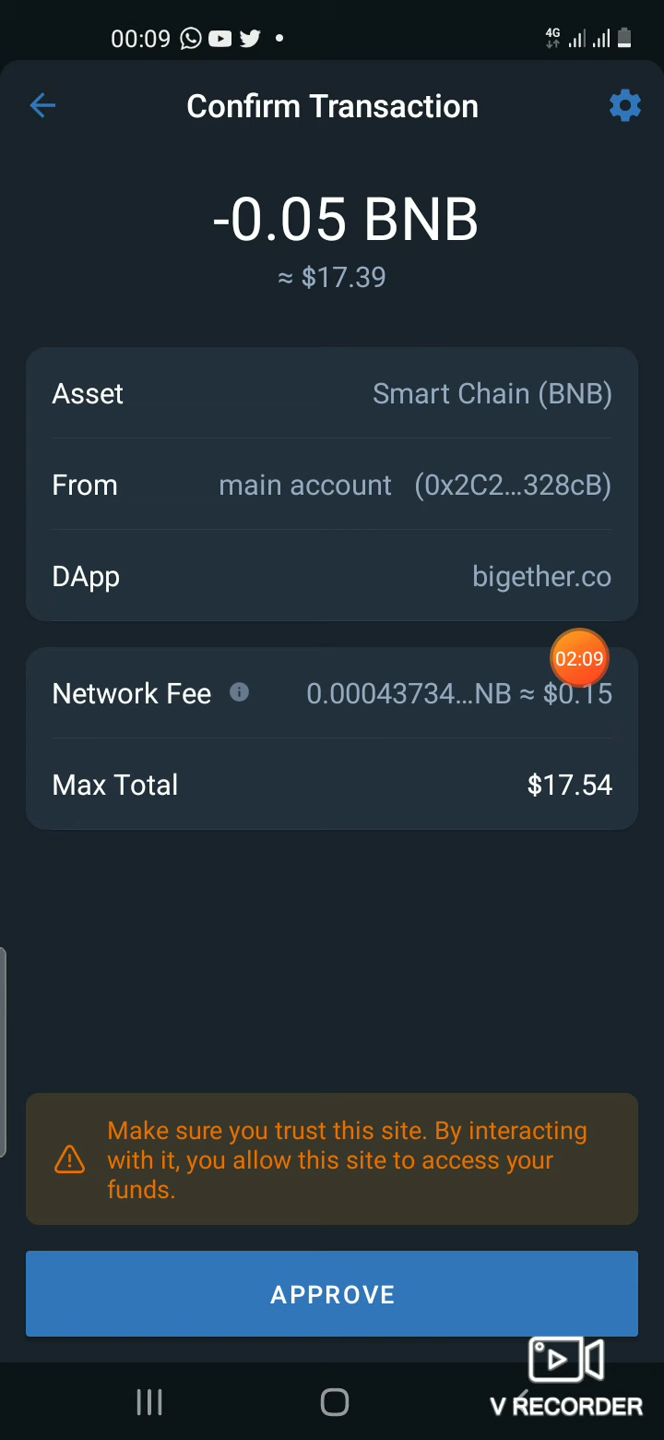 00:09
4G
Confirm Transaction
-0.05 BNB
≈ $17.39
Asset Smart Chain (BNB)
From main account (0x2C2...328cB)
DApp bigether.co
02:09
Network Fee 0.00043734...NB ≈ $0.15
Max Total $17.54
Make sure you trust this site. By interacting
with it, you allow this site to access your
funds.
APPROVE
V RECORDER